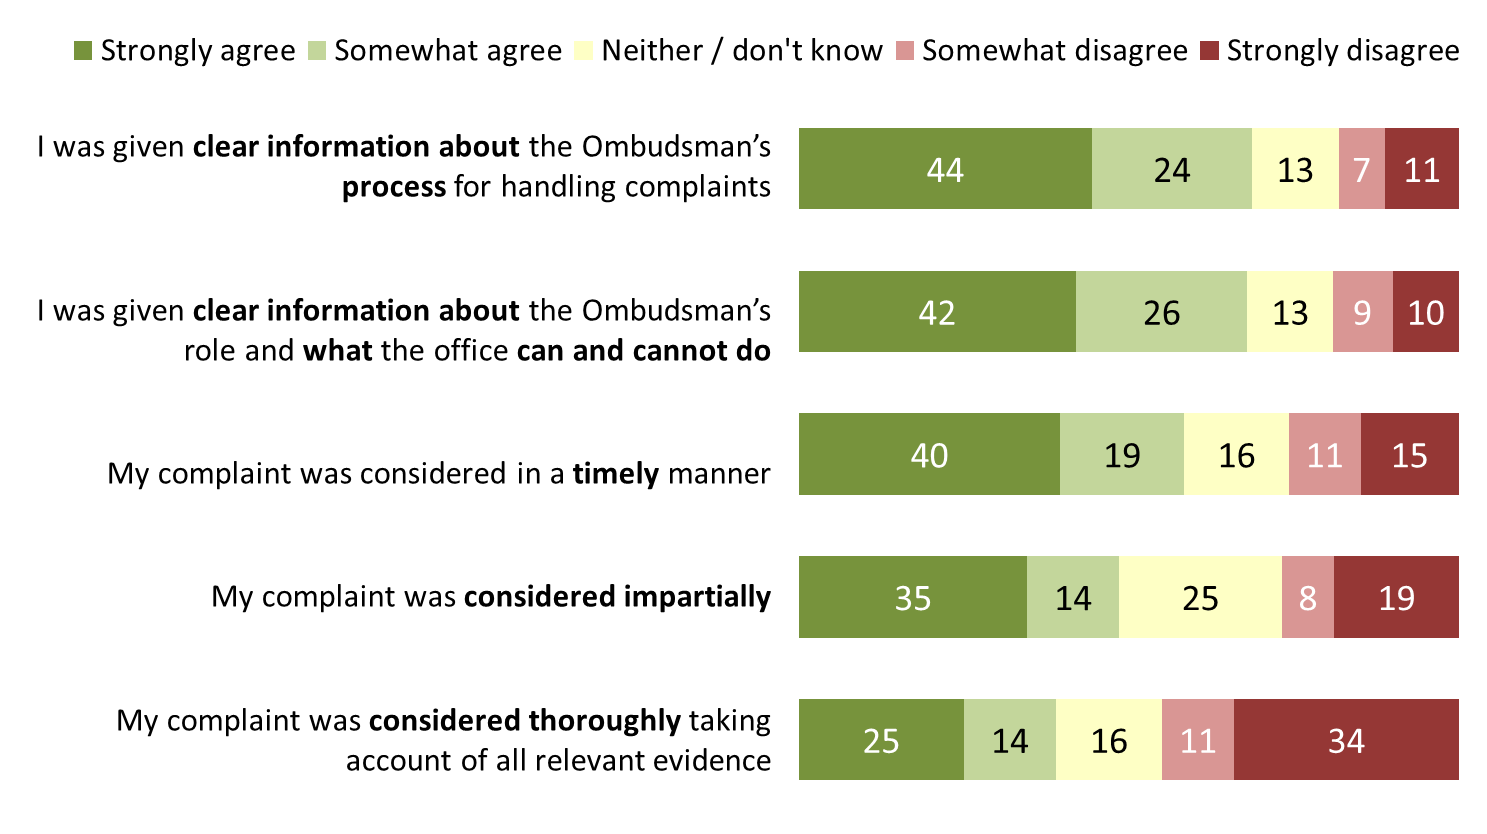 Strongly agree Somewhat agree Neither / don't know Somewhat disagree Strongly disagree
I was given clear information about the Ombudsman’s
process for handling complaints
44 24 13 7 11
I was given clear information about the Ombudsman’s
role and what the office can and cannot do
42 26 13 9 10
My complaint was considered in a timely manner
40 19 16 11 15
My complaint was considered impartially
35 14 25 8 19
My complaint was considered thoroughly taking
account of all relevant evidence
25 14 16 11 34